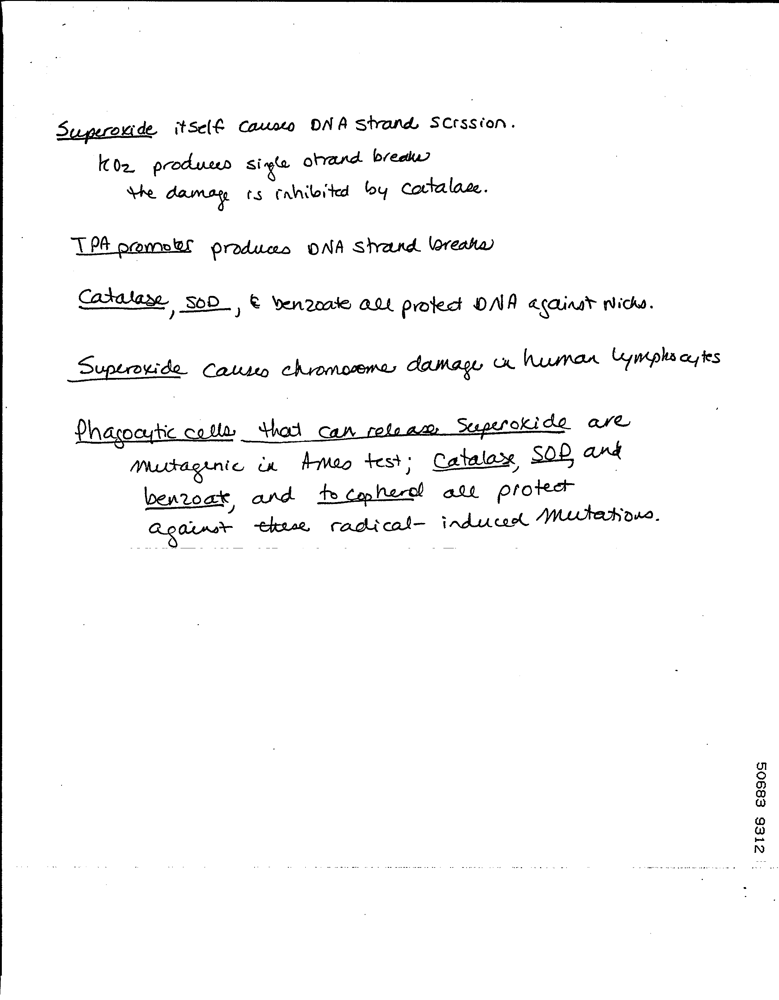 Superoxide itself causes DNA strand scission.
KO2 produces single strand breaks
the damage is inhibited by catalase.
TPA promotes produces DNA strand breaks
Catalase, SOD, & benzoate all protect DNA against Nicks.
Superoxide causes chromosome damage in human lymphocytes
Phagocytic cells that can release Superoxide are
mutagenic in Ames test; Catalase, SOD, and
benzoate, and tocopherol all protect
against these radical-induced mutations.
50683 9312